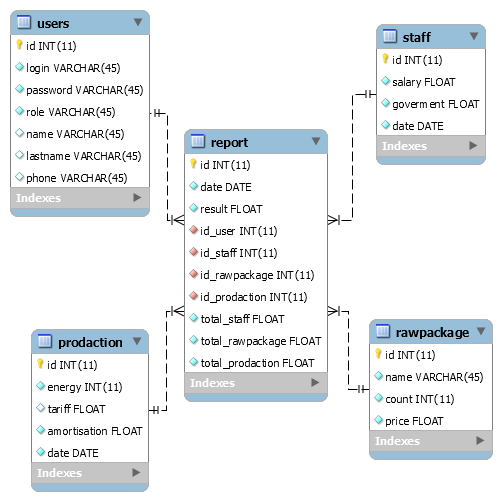 users
id INT(11)
login VARCHAR(45)
password VARCHAR(45)
role VARCHAR(45)
name VARCHAR(45)
lastname VARCHAR(45)
phone VARCHAR(45)
Indexes
staff
id INT(11)
salary FLOAT
goverment FLOAT
date DATE
Indexes
report
id INT(11)
date DATE
result FLOAT
id_user INT(11)
id_staff INT(11)
id_rawpackage INT(11)
id_prodaction INT(11)
total_staff FLOAT
total_rawpackage FLOAT
total_prodaction FLOAT
Indexes
prodaction
id INT(11)
energy INT(11)
tariff FLOAT
amortisation FLOAT
date DATE
Indexes
rawpackage
id INT(11)
name VARCHAR(45)
count INT(11)
price FLOAT
Indexes